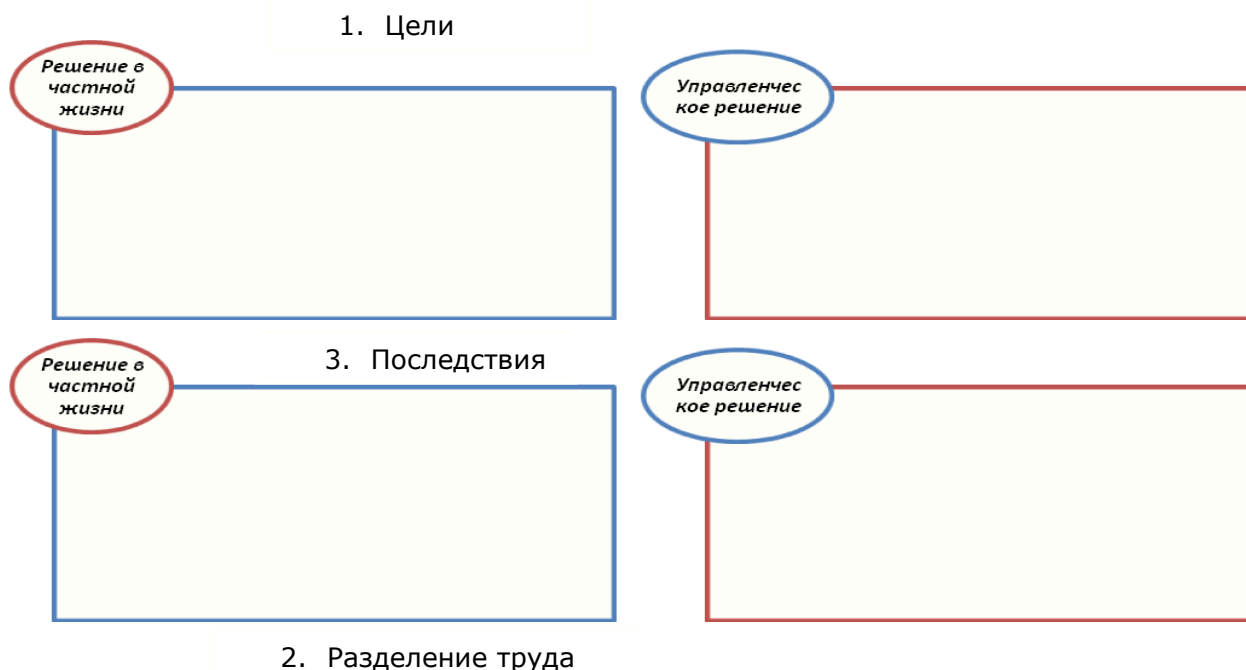 1. Цели
Решение в
частной
жизни
Управленчес
кое решение
3. Последствия
Решение в
частной
жизни
Управленчес
кое решение
2. Разделение труда